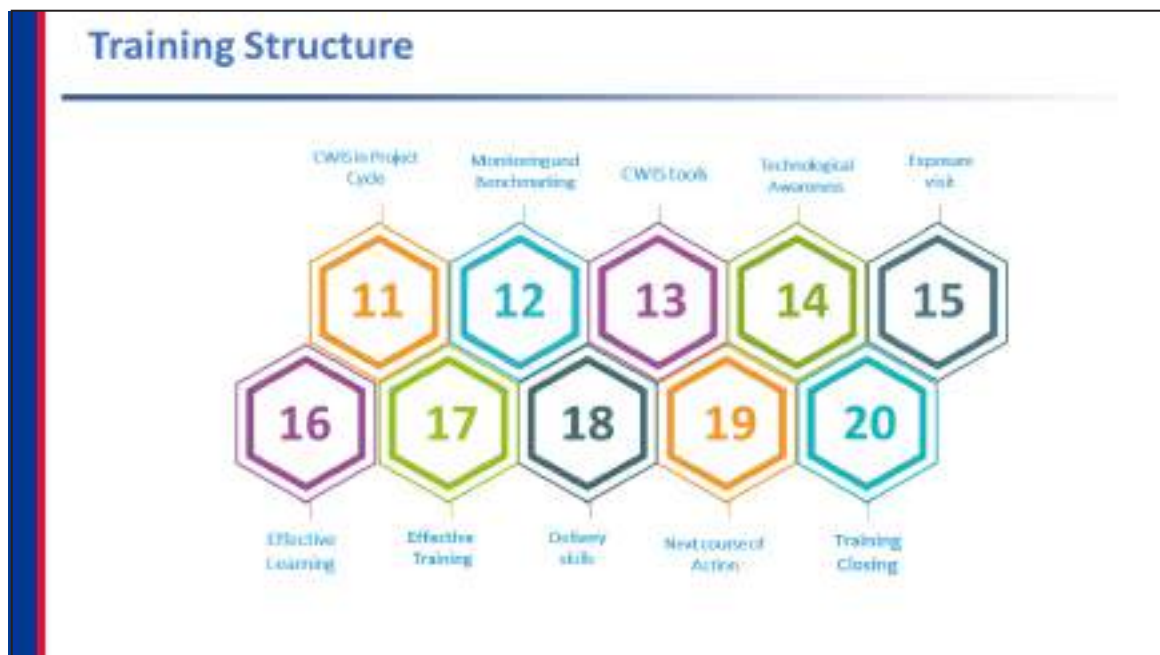 Training Structure
CWIS in Project
Cycle
Monitoring and
Benchmarking
CWIS tools
Technological
Awareness
Exposure
visit
11
12
13
14
15
16
17
18
19
20
Effective
Learning
Effective
Training
Delivery
skills
Next course of
Action
Training
Closing